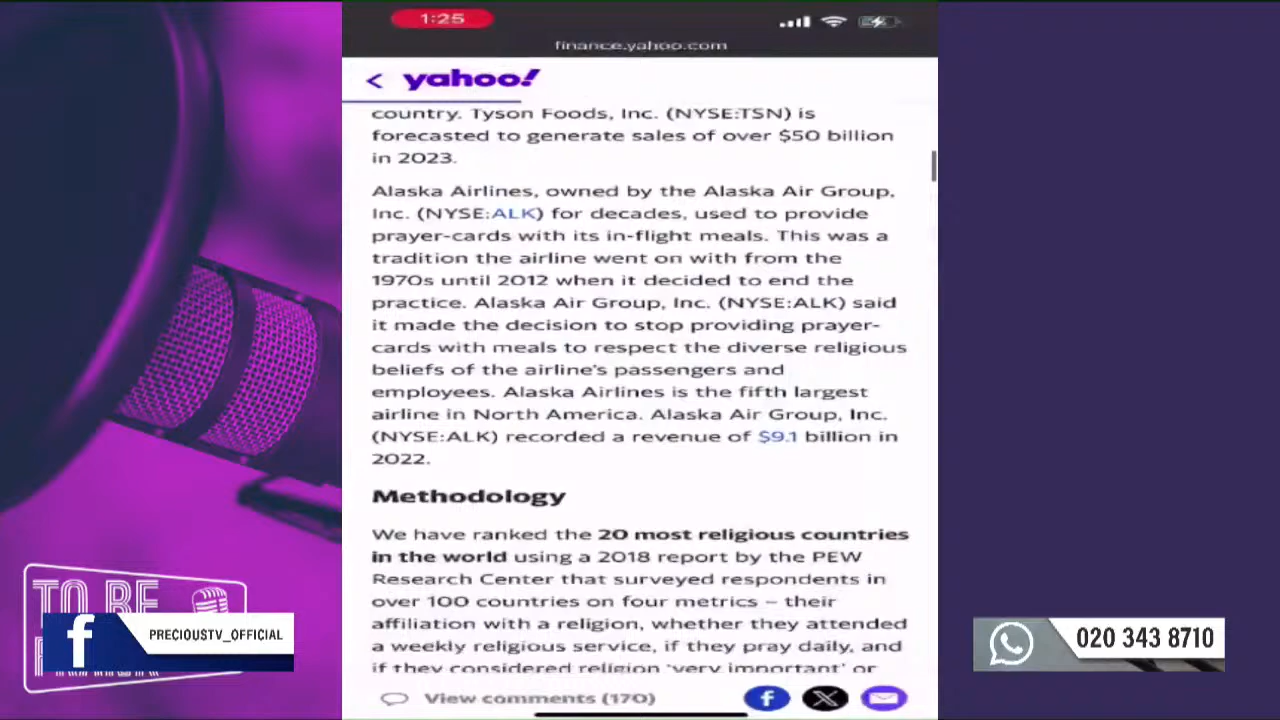 1:25
finance.yahoo.com
yahoo!
country. Tyson Foods, Inc. (NYSE:TSN) is
forecasted to generate sales of over $50 billion
in 2023.
Alaska Airlines, owned by the Alaska Air Group,
Inc. (NYSE:ALK) for decades, used to provide
prayer-cards with its in-flight meals. This was a
tradition the airline went on with from the
1970s until 2012 when it decided to end the
practice. Alaska Air Group, Inc. (NYSE:ALK) said
it made the decision to stop providing prayer-
cards with meals to respect the diverse religious
beliefs of the airline's passengers and
employees. Alaska Airlines is the fifth largest
airline in North America. Alaska Air Group, Inc.
(NYSE:ALK) recorded a revenue of $9.1 billion in
2022.
Methodology
We have ranked the 20 most religious countries
in the world using a 2018 report by the PEW
Research Center that surveyed respondents in
over 100 countries on four metrics – their
affiliation with a religion, whether they attended
a weekly religious service, if they pray daily, and
if they considered religion 'very important' or
View comments (170)
TO BE
PRECIOUSTV_OFFICIAL
020 343 8710